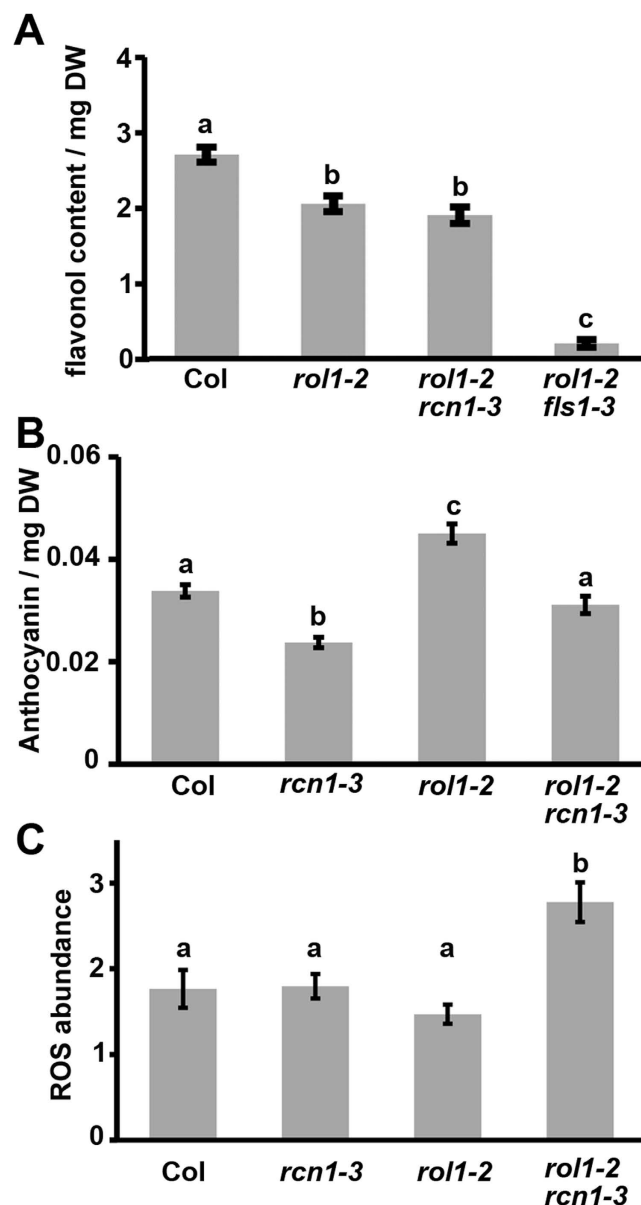 A
flavonol content / mg DW
4
3
2
1
0
a
b
b
c
Col
rol1-2
rol1-2
rcn1-3
rol1-2
fls1-3
B
Anthocyanin / mg DW
0.06
0.04
0.02
0
a
b
c
a
Col
rcn1-3
rol1-2
rol1-2
rcn1-3
C
ROS abundance
3
2
1
0
a
a
a
b
Col
rcn1-3
rol1-2
rol1-2
rcn1-3